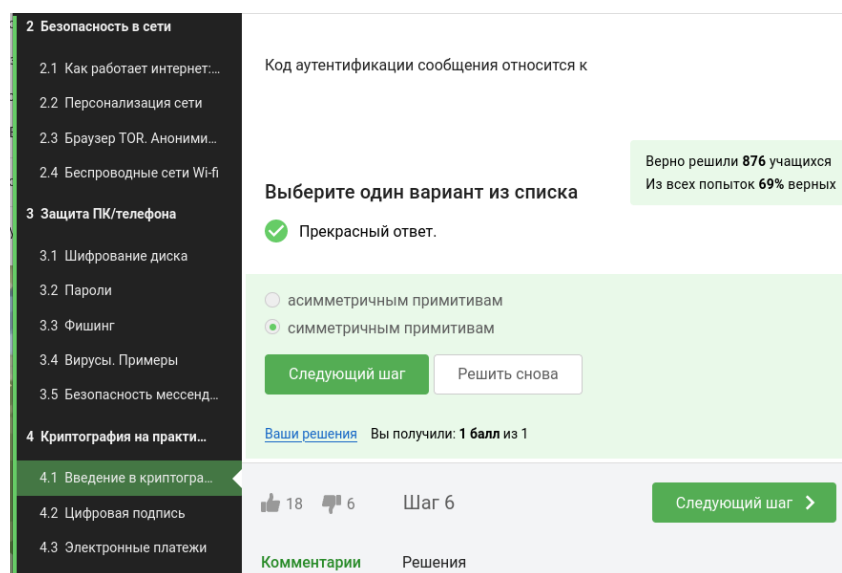 2 Безопасность в сети
2.1 Как работает интернет:...
2.2 Персонализация сети
2.3 Браузер TOR. Аноними...
2.4 Беспроводные сети Wi-fi
3 Защита ПК/телефона
3.1 Шифрование диска
3.2 Пароли
3.3 Фишинг
3.4 Вирусы. Примеры
3.5 Безопасность мессенд...
4 Криптография на практи...
4.1 Введение в криптогра...
4.2 Цифровая подпись
4.3 Электронные платежи
Код аутентификации сообщения относится к
Верно решили 876 учащихся
Из всех попыток 69% верных
Выберите один вариант из списка
Прекрасный ответ.
асимметричным примитивам
симметричным примитивам
Следующий шаг
Решить снова
Ваши решения Вы получили: 1 балл из 1
18 6 Шаг 6
Следующий шаг
Комментарии Решения